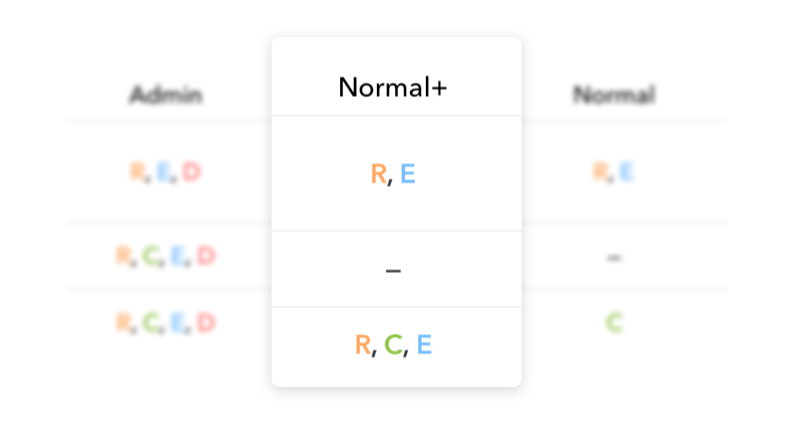 Admin Normal+ Normal
R, E, D R, E R, E
R, C, E, D – –
R, C, E, D R, C, E C